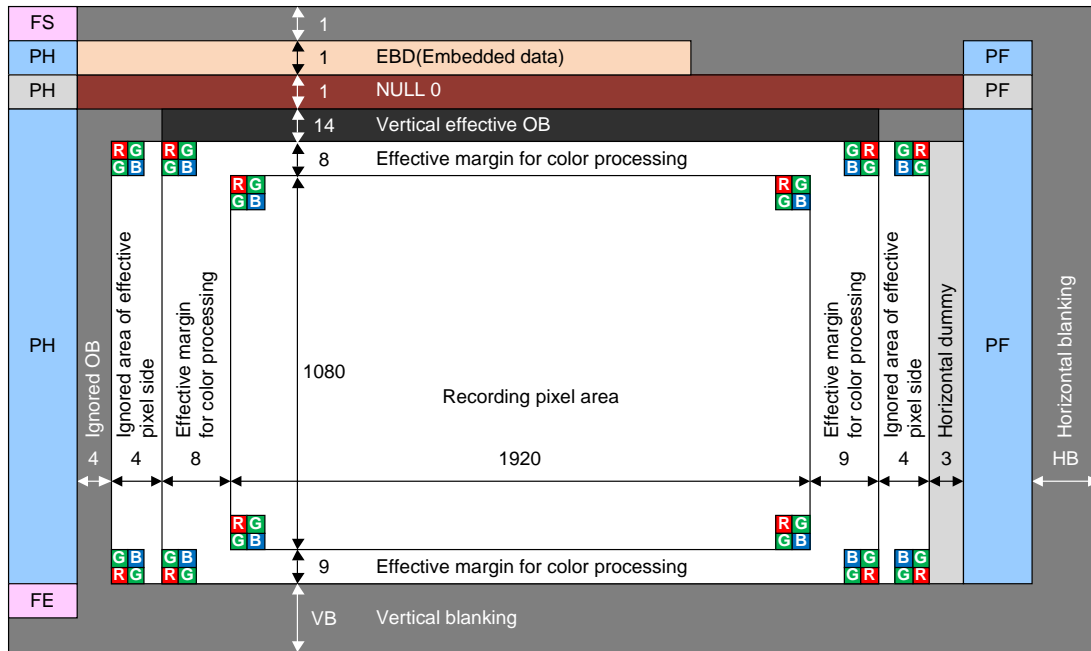 FS
1
PH
1
EBD(Embedded data)
PF
PH
1
NULL 0
PF
14
Vertical effective OB
R G
G B
R G
G B
8
Effective margin for color processing
G R
B G
G R
B G
R G
G B
R G
G B
PH
Ignored OB
4
Ignored area of effective
pixel side
4
Effective margin
for color processing
8
1080
Recording pixel area
1920
Effective margin
for color processing
9
Ignored area of effective
pixel side
4
Horizontal dummy
3
PF
Horizontal blanking
HB
R G
G B
R G
G B
G B
R G
G B
R G
9
Effective margin for color processing
B G
G R
B G
G R
FE
VB
Vertical blanking